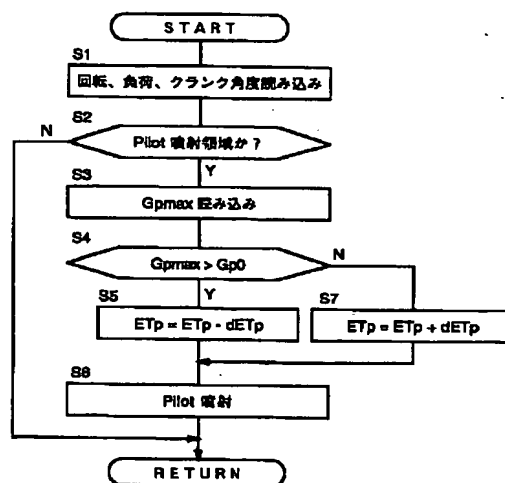 START
S1
回転、負荷、クランク角度読み込み
S2
N
Pilot 噴射領域か？
Y
S3
Gpmax 読み込み
S4
Gpmax > Gp0
N
S5
Y
S7
ETp = ETp - dETp
ETp = ETp + dETp
S6
Pilot 噴射
RETURN